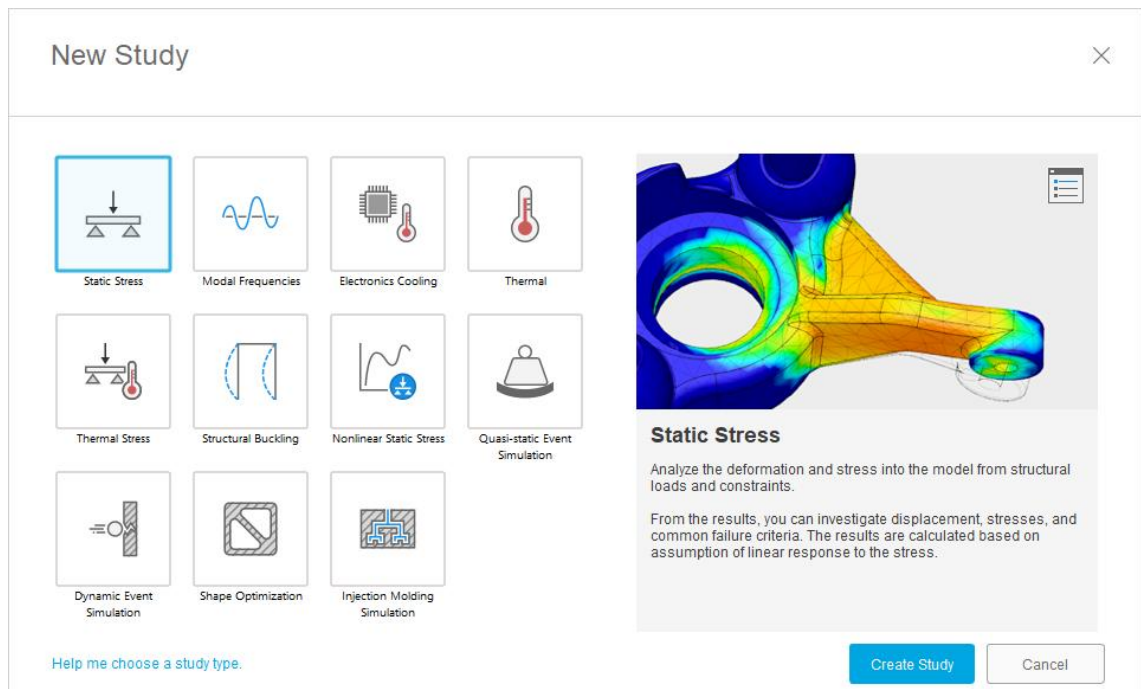 New Study
Static Stress
Modal Frequencies
Electronics Cooling
Thermal
Thermal Stress
Structural Buckling
Nonlinear Static Stress
Quasi-static Event
Simulation
Dynamic Event
Simulation
Shape Optimization
Injection Molding
Simulation
Static Stress
Analyze the deformation and stress into the model from structural
loads and constraints.
From the results, you can investigate displacement, stresses, and
common failure criteria. The results are calculated based on
assumption of linear response to the stress.
Help me choose a study type.
Create Study
Cancel